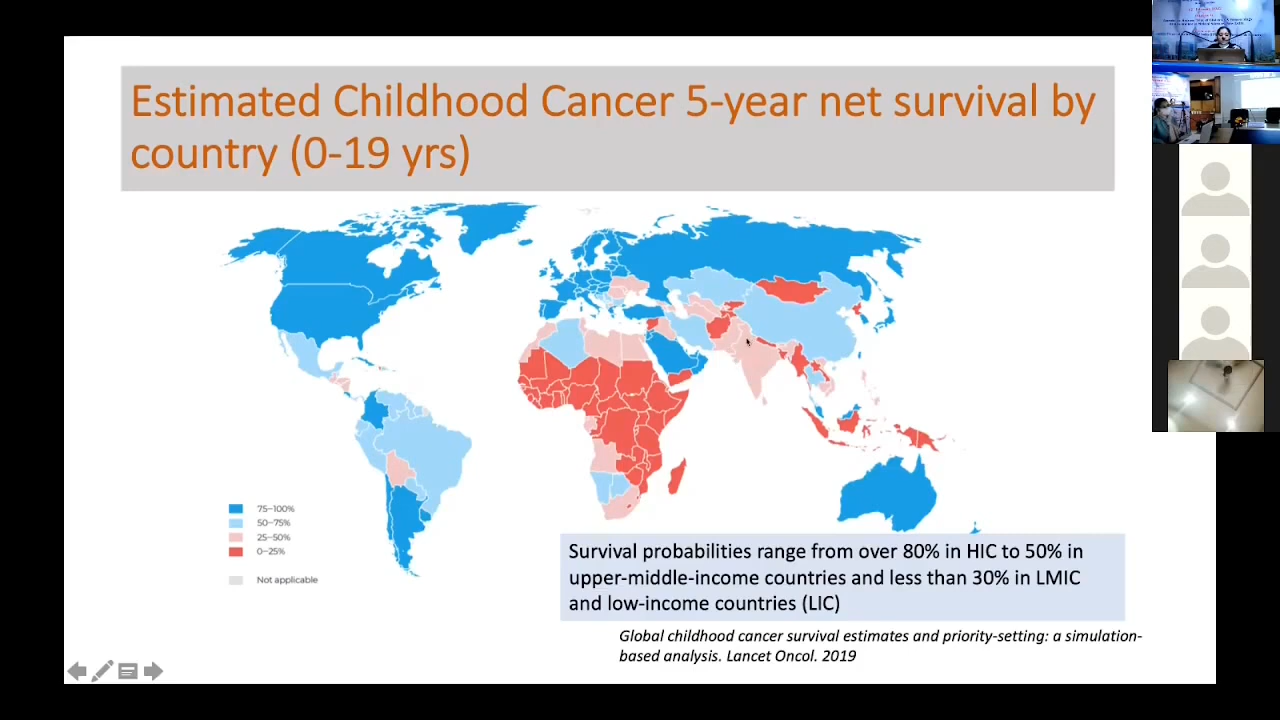 Estimated Childhood Cancer 5-year net survival by
country (0-19 yrs)
75–100%
50–75%
25–50%
0–25%
Not applicable
Survival probabilities range from over 80% in HIC to 50% in
upper-middle-income countries and less than 30% in LMIC
and low-income countries (LIC)
Global childhood cancer survival estimates and priority-setting: a simulation-
based analysis. Lancet Oncol. 2019